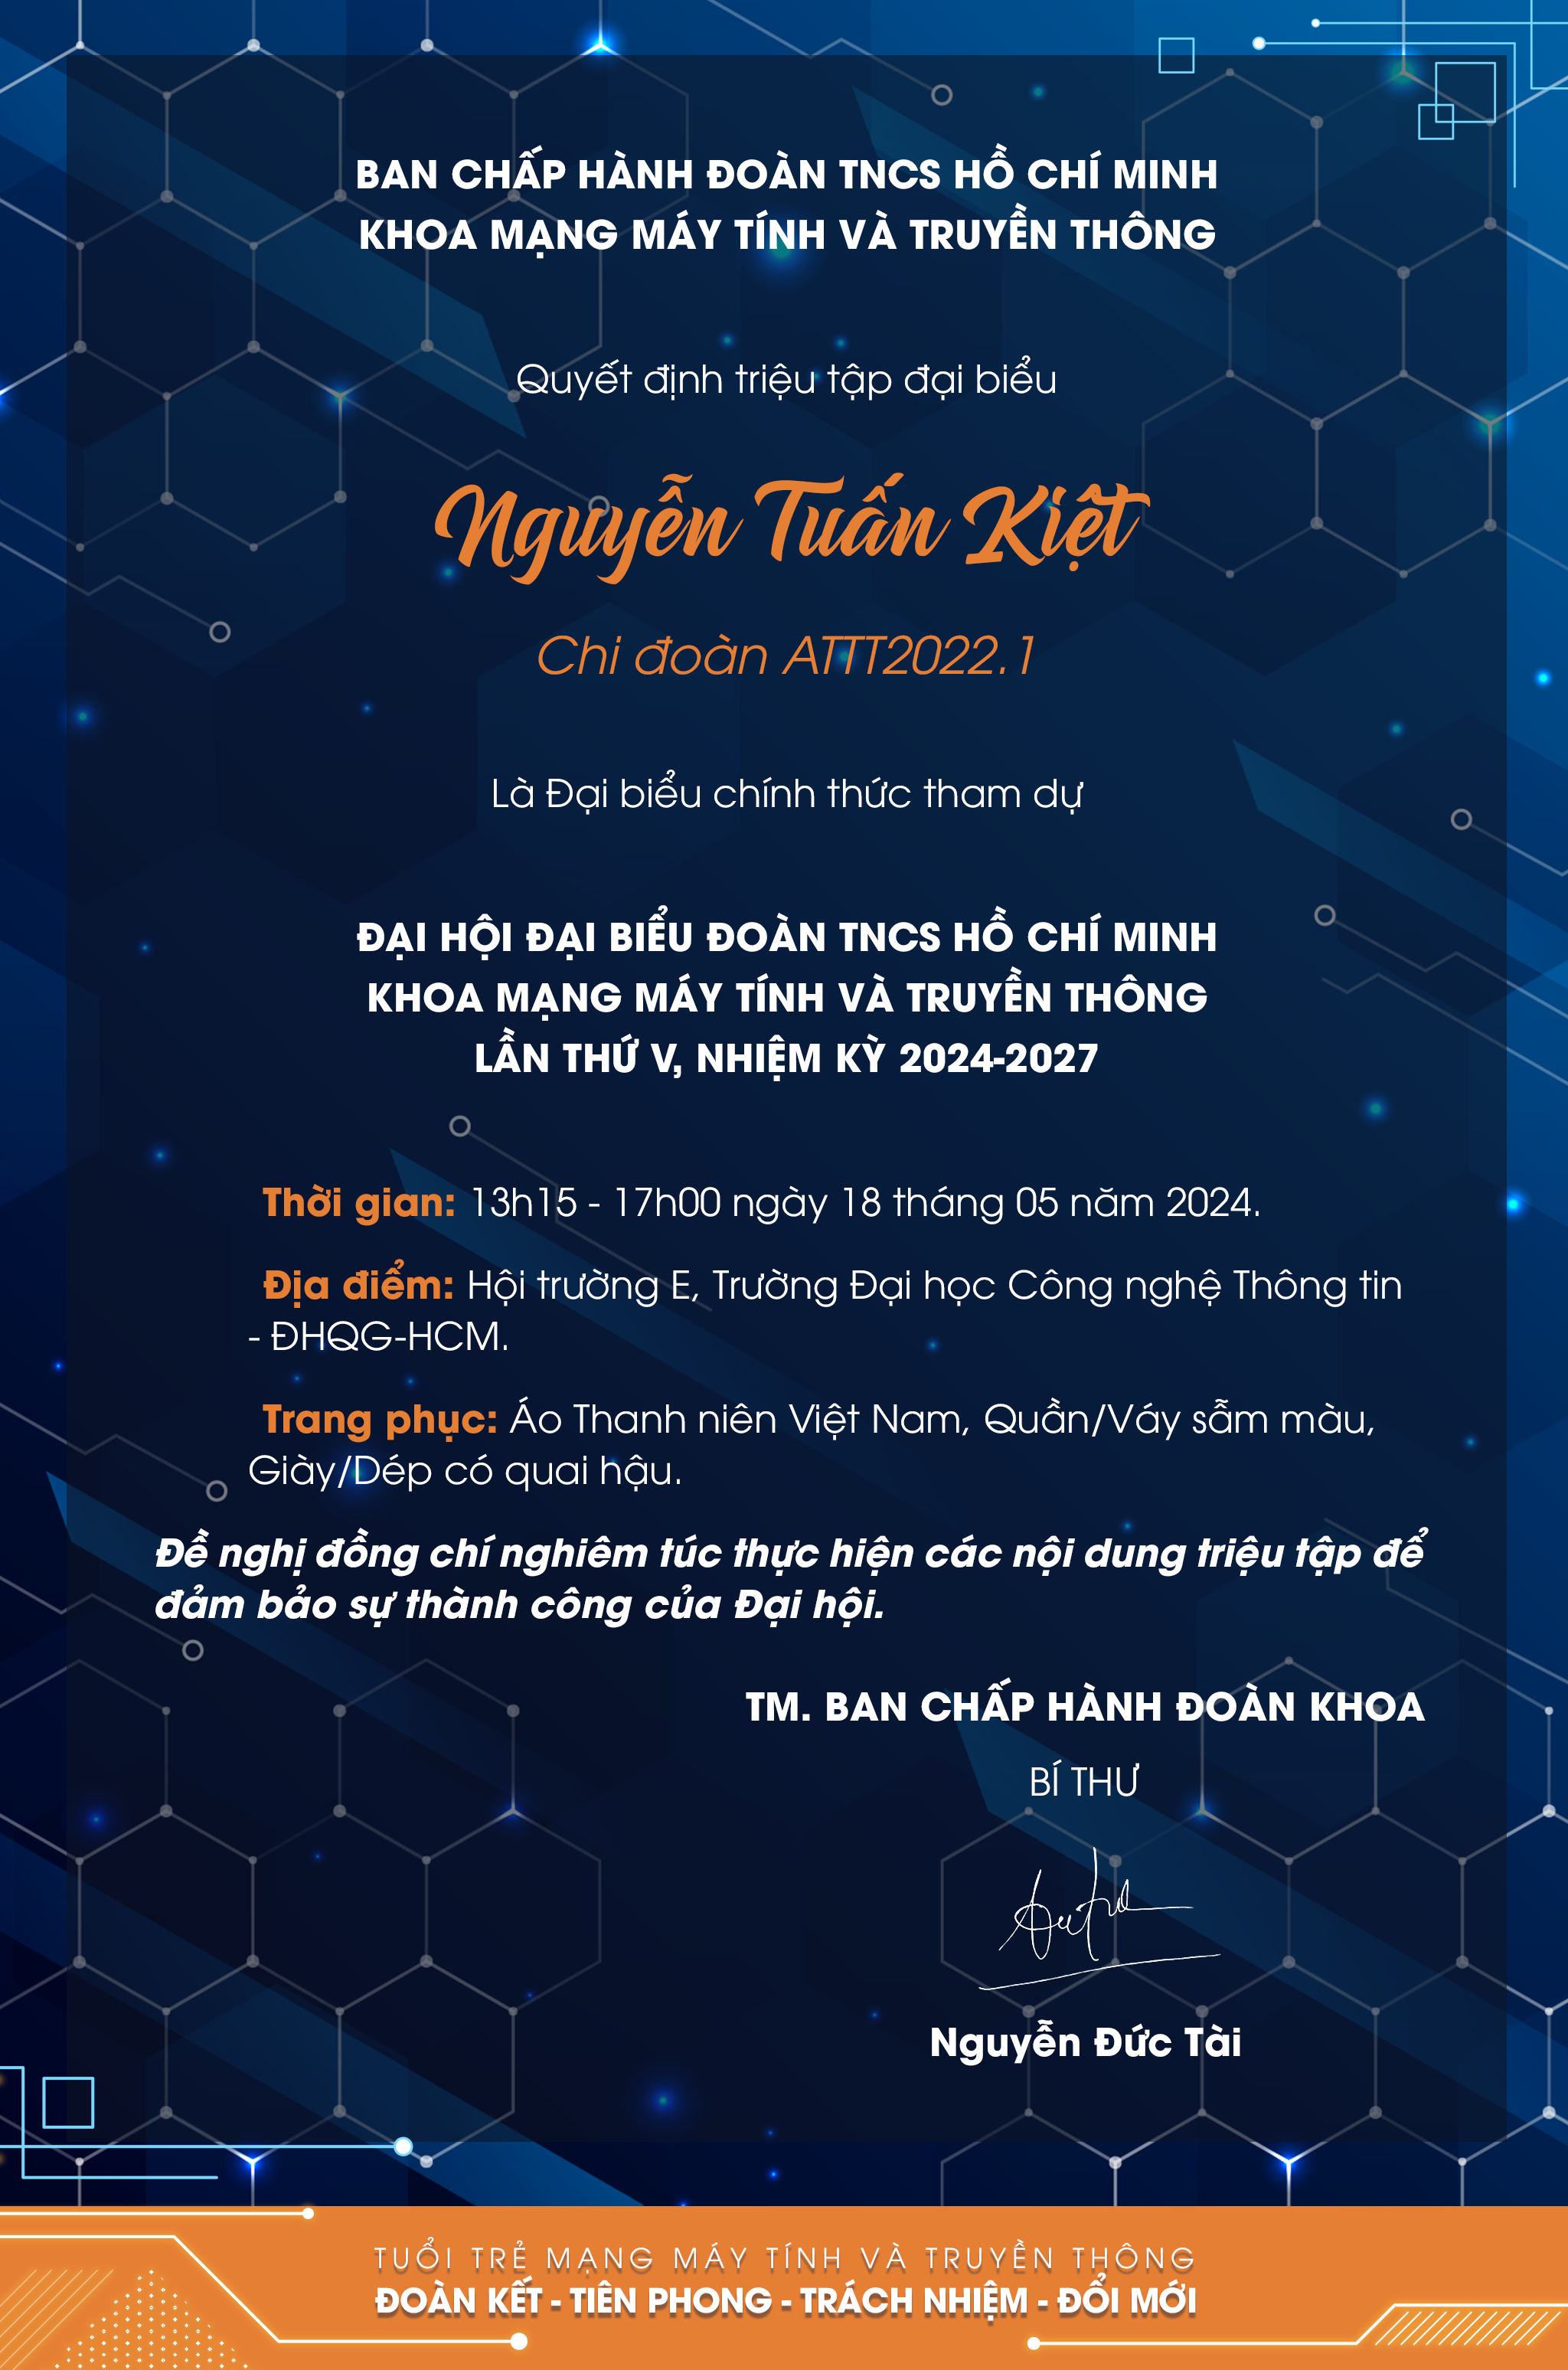 BAN CHẤP HÀNH ĐOÀN TNCS HỒ CHÍ MINH
KHOA MẠNG MÁY TÍNH VÀ TRUYỀN THÔNG
Quyết định triệu tập đại biểu
Nguyễn Tuấn Kiệt
Chi đoàn ATTT2022.1
Là Đại biểu chính thức tham dự
ĐẠI HỘI ĐẠI BIỂU ĐOÀN TNCS HỒ CHÍ MINH
KHOA MẠNG MÁY TÍNH VÀ TRUYỀN THÔNG
LẦN THỨ V, NHIỆM KỲ 2024-2027
Thời gian: 13h15 - 17h00 ngày 18 tháng 05 năm 2024.
Địa điểm: Hội trường E, Trường Đại học Công nghệ Thông tin
- ĐHQG-HCM.
Trang phục: Áo Thanh niên Việt Nam, Quần/Váy sẫm màu,
Giày/Dép có quai hậu.
Đề nghị đồng chí nghiêm túc thực hiện các nội dung triệu tập để
đảm bảo sự thành công của Đại hội.
TM. BAN CHẤP HÀNH ĐOÀN KHOA
BÍ THƯ
Nguyễn Đức Tài
TUỔI TRẺ MẠNG MÁY TÍNH VÀ TRUYỀN THÔNG
ĐOÀN KẾT - TIÊN PHONG - TRÁCH NHIỆM - ĐỔI MỚI